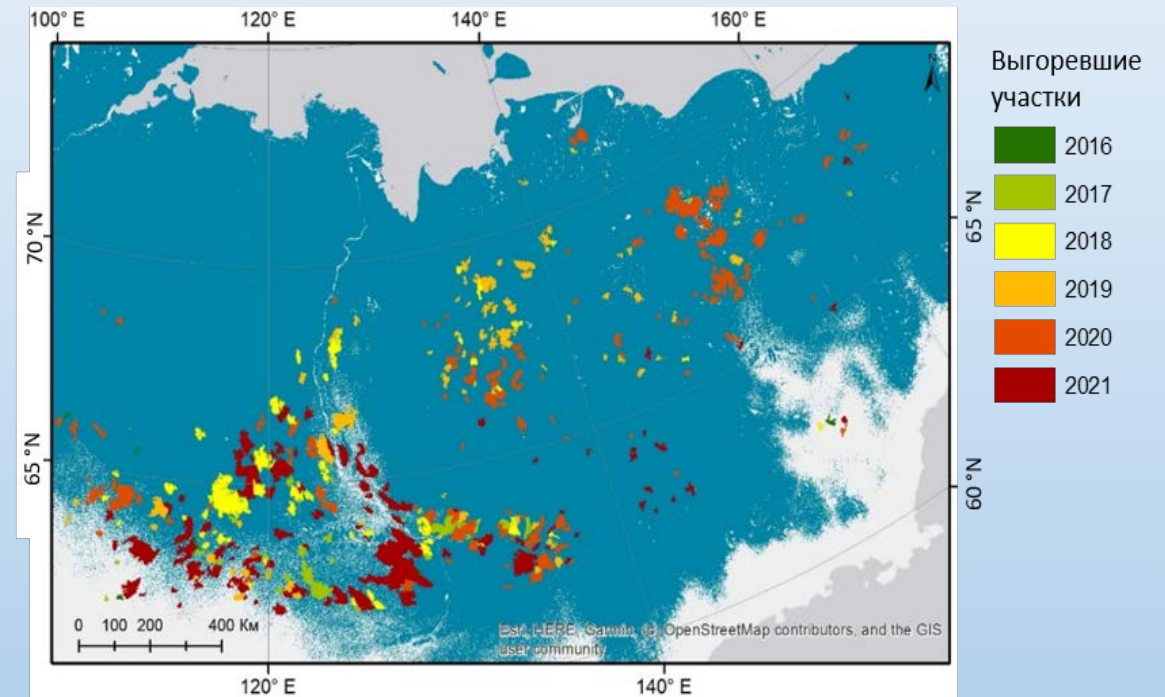 100° E 120° E 140° E 160° E
N
70 °N
65 °N
65 °N
60 °N
0 100 200 400 Км
Esri, HERE, Garmin, (c) OpenStreetMap contributors, and the GIS
user community
120° E 140° E
Выгоревшие
участки
2016
2017
2018
2019
2020
2021